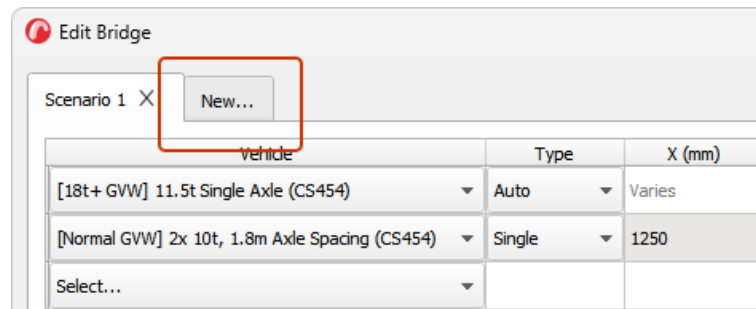 Edit Bridge
Scenario 1 New...
Vehicle Type X (mm)
[18t+ GVW] 11.5t Single Axle (CS454) Auto Varies
[Normal GVW] 2x 10t, 1.8m Axle Spacing (CS454) Single 1250
Select...